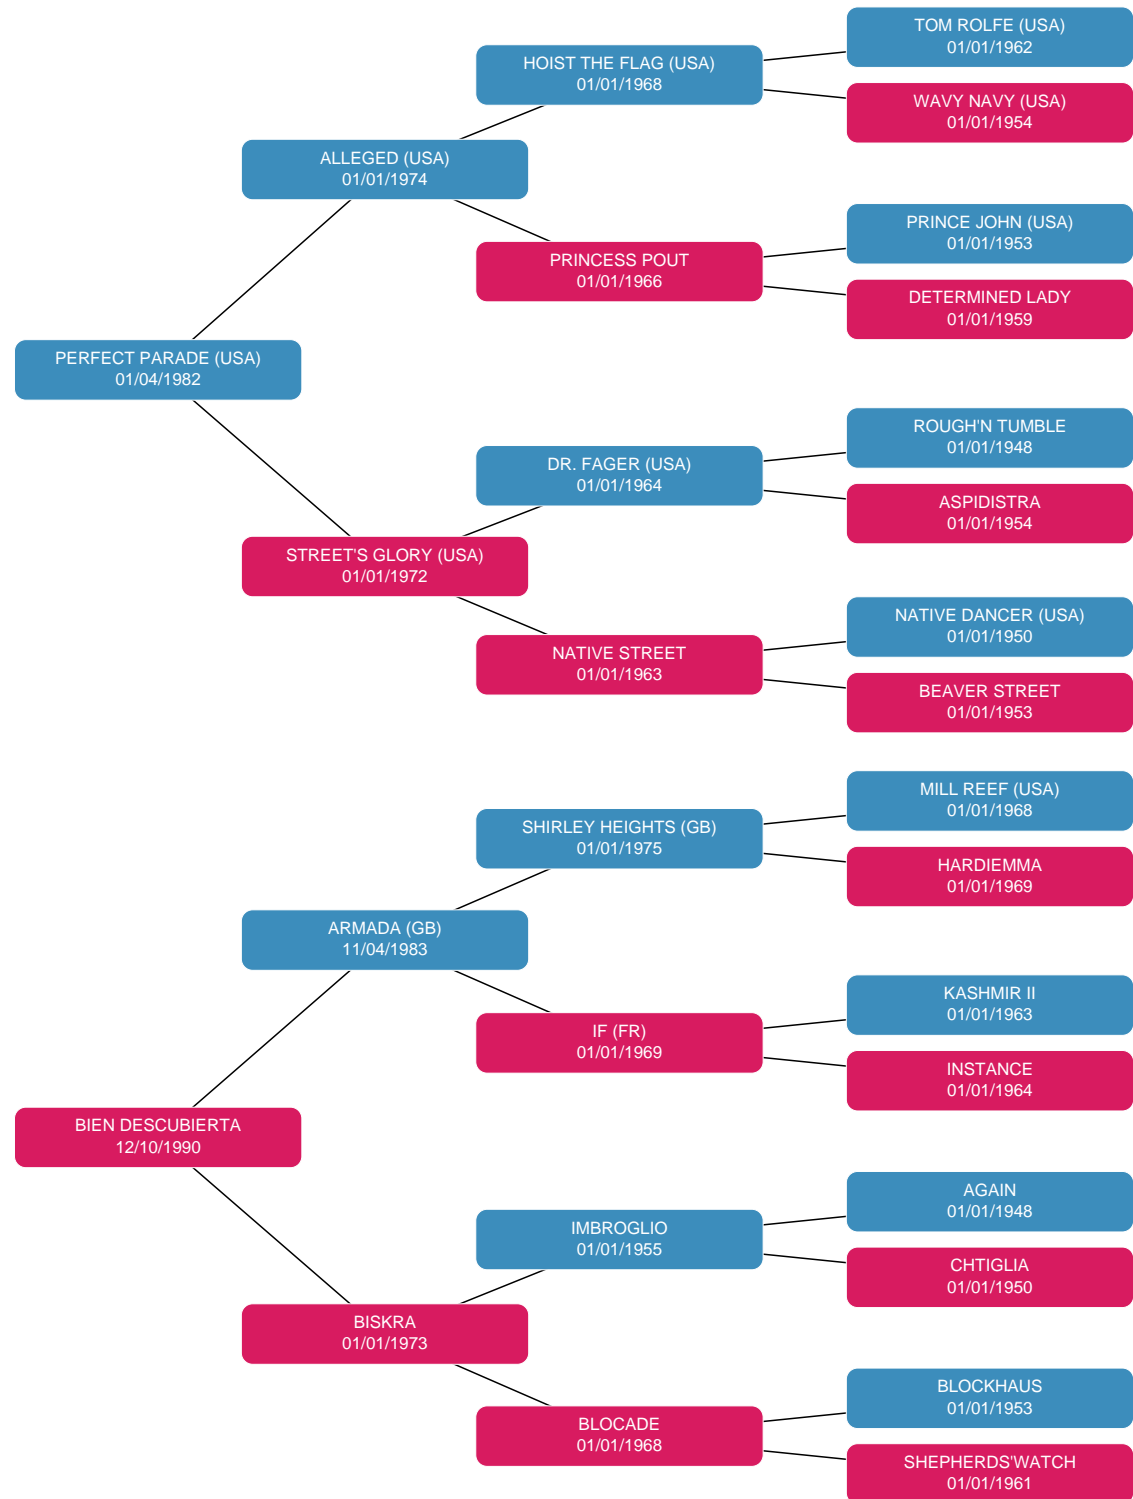 TOM ROLFE (USA)
01/01/1962
HOIST THE FLAG (USA)
01/01/1968
WAVY NAVY (USA)
01/01/1954
ALLEGED (USA)
01/01/1974
PRINCE JOHN (USA)
01/01/1953
PRINCESS POUT
01/01/1966
DETERMINED LADY
01/01/1959
PERFECT PARADE (USA)
01/04/1982
ROUGH'N TUMBLE
01/01/1948
DR. FAGER (USA)
01/01/1964
ASPIDISTRA
01/01/1954
STREET'S GLORY (USA)
01/01/1972
NATIVE DANCER (USA)
01/01/1950
NATIVE STREET
01/01/1963
BEAVER STREET
01/01/1953
MILL REEF (USA)
01/01/1968
SHIRLEY HEIGHTS (GB)
01/01/1975
HARDIEMMA
01/01/1969
ARMADA (GB)
11/04/1983
KASHMIR II
01/01/1963
IF (FR)
01/01/1969
INSTANCE
01/01/1964
BIEN DESCUBIERTA
12/10/1990
AGAIN
01/01/1948
IMBROGLIO
01/01/1955
CHTIGLIA
01/01/1950
BISKRA
01/01/1973
BLOCKHAUS
01/01/1953
BLOCADE
01/01/1968
SHEPHERDS'WATCH
01/01/1961